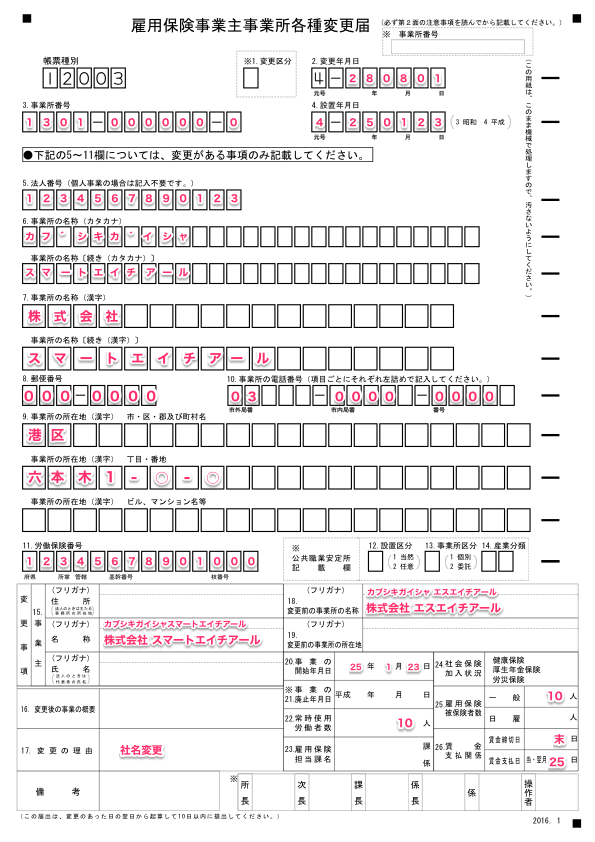 雇用保険事業主事業所各種変更届
(必ず第2面の注意事項を読んでから記載してください。)
※ 事業所番号
帳票種別
12003
※1.変更区分
2.変更年月日
4-280801
元号 年 月 日
3.事業所番号
1301-000000-0
4.設置年月日
4-250123
(3 昭和 4 平成)
元号 年 月 日
(この用紙は、このまま機械で処理しますので、汚さないようにしてください。)
●下記の5～11欄については、変更がある事項のみ記載してください。
5.法人番号(個人事業の場合は記入不要です。)
1234567890123
6.事業所の名称(カタカナ)
カブ゛シキカ゛イシャ
事業所の名称〔続き(カタカナ)〕
スマートエイチアール
7.事業所の名称(漢字)
株式会社
事業所の名称〔続き(漢字)〕
スマートエイチアール
8.郵便番号
000-0000
10.事業所の電話番号(項目ごとにそれぞれ左詰めで記入してください。)
03 -0000-0000
市外局番 市内局番 番号
9.事業所の所在地(漢字) 市・区・郡及び町村名
港区
事業所の所在地(漢字) 丁目・番地
六本木1-◎-◎
事業所の所在地(漢字) ビル、マンション名等
11.労働保険番号
12345678901000
府県 所掌 管轄 基幹番号 枝番号
※
公共職業安定所
記載欄
12.設置区分
(1 当然
2 任意)
13.事業所区分
(1 個別
2 委託)
14.産業分類
変更事項
15.事業主
(フリガナ)
住所
(法人のときは主たる事務所の所在地)
(フリガナ)
名称
カブシキガイシャスマートエイチアール
株式会社 スマートエイチアール
(フリガナ)
氏名
(法人のときは代表者の氏名)
18.
変更前の事業所の名称
(フリガナ)
カブシキガイシャ エスエイチアール
株式会社 エスエイチアール
19.
変更前の事業所の所在地
(フリガナ)
16.変更後の事業の概要
17.変更の理由
社名変更
20.事業の開始年月日
25 年 1 月 23 日
※事業の
21.廃止年月日
平成 年 月 日
22.常時使用労働者数
10 人
23.雇用保険担当課名
課
係
24.社会保険加入状況
健康保険
厚生年金保険
労災保険
25.雇用保険被保険者数
一般 10 人
日雇 人
26.賃金支払関係
賃金締切日 末 日
賃金支払日 当・翌月 25 日
備考
※
所長
次長
課長
係長
係
操作者
(この届出は、変更のあった日の翌日から起算して10日以内に提出してください。)
2016. 1